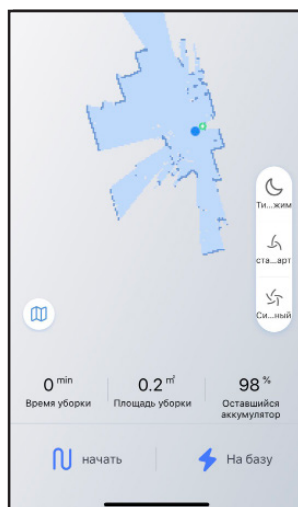 Ти...жим
ста...арт
Си...ный
0 min
0.2 ㎡
98 %
Время уборки
Площадь уборки
Оставшийся
аккумулятор
начать
На базу